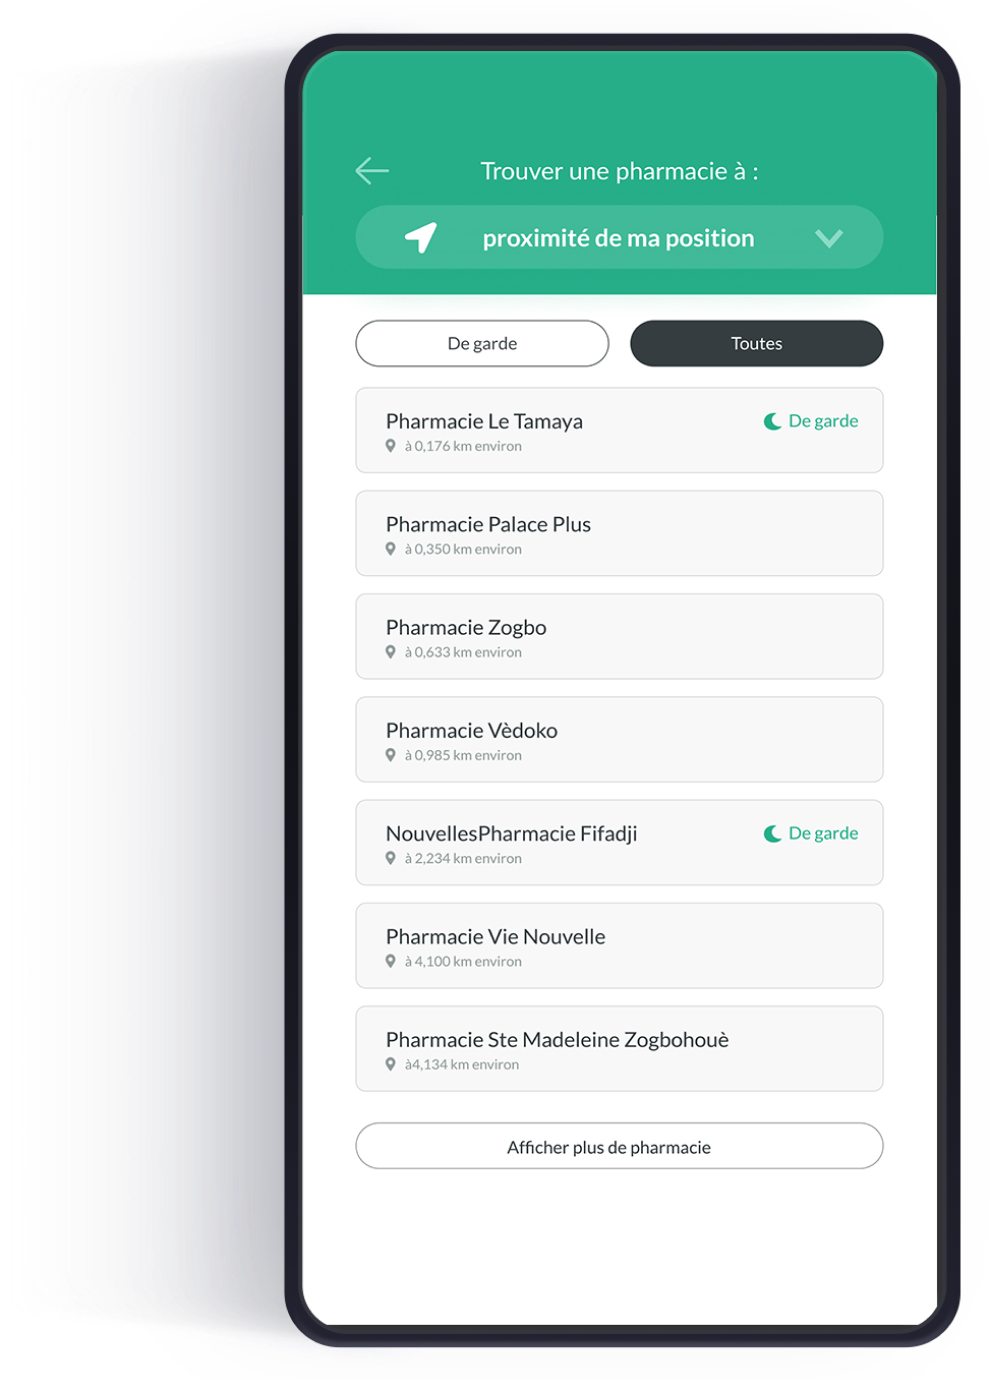 Trouver une pharmacie à :
proximité de ma position
De garde
Toutes
Pharmacie Le Tamaya
De garde
à 0,176 km environ
Pharmacie Palace Plus
à 0,350 km environ
Pharmacie Zogbo
à 0,633 km environ
Pharmacie Vèdoko
à 0,985 km environ
NouvellesPharmacie Fifadji
De garde
à 2,234 km environ
Pharmacie Vie Nouvelle
à 4,100 km environ
Pharmacie Ste Madeleine Zogbohouè
à4,134 km environ
Afficher plus de pharmacie